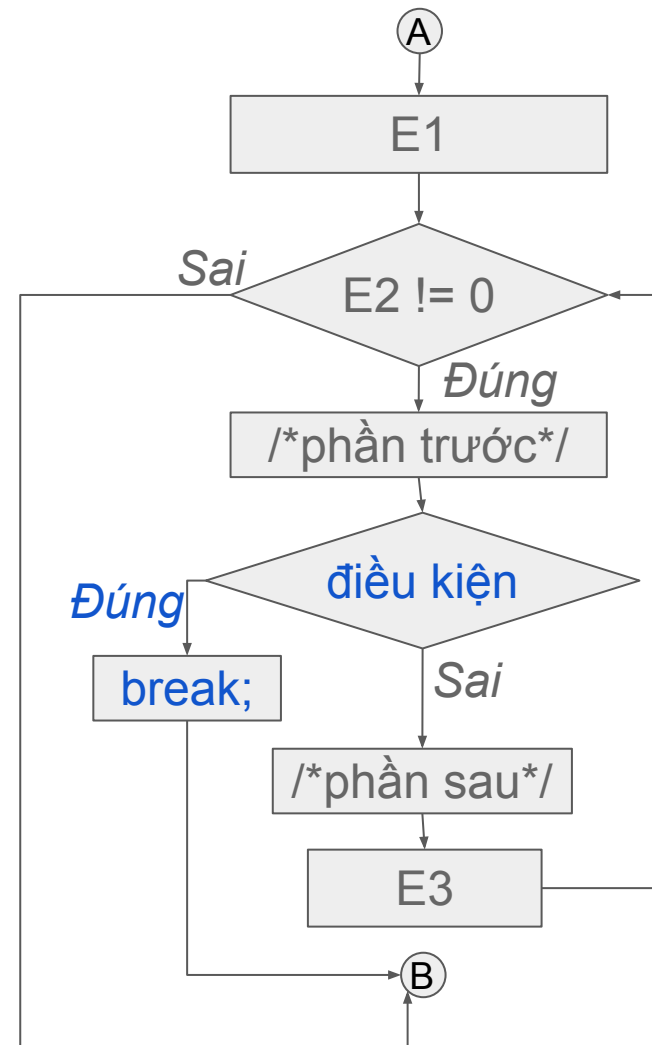 A
E1
Sai
E2 != 0
Đúng
/*phần trước*/
điều kiện
Đúng
break;
Sai
/*phần sau*/
E3
B